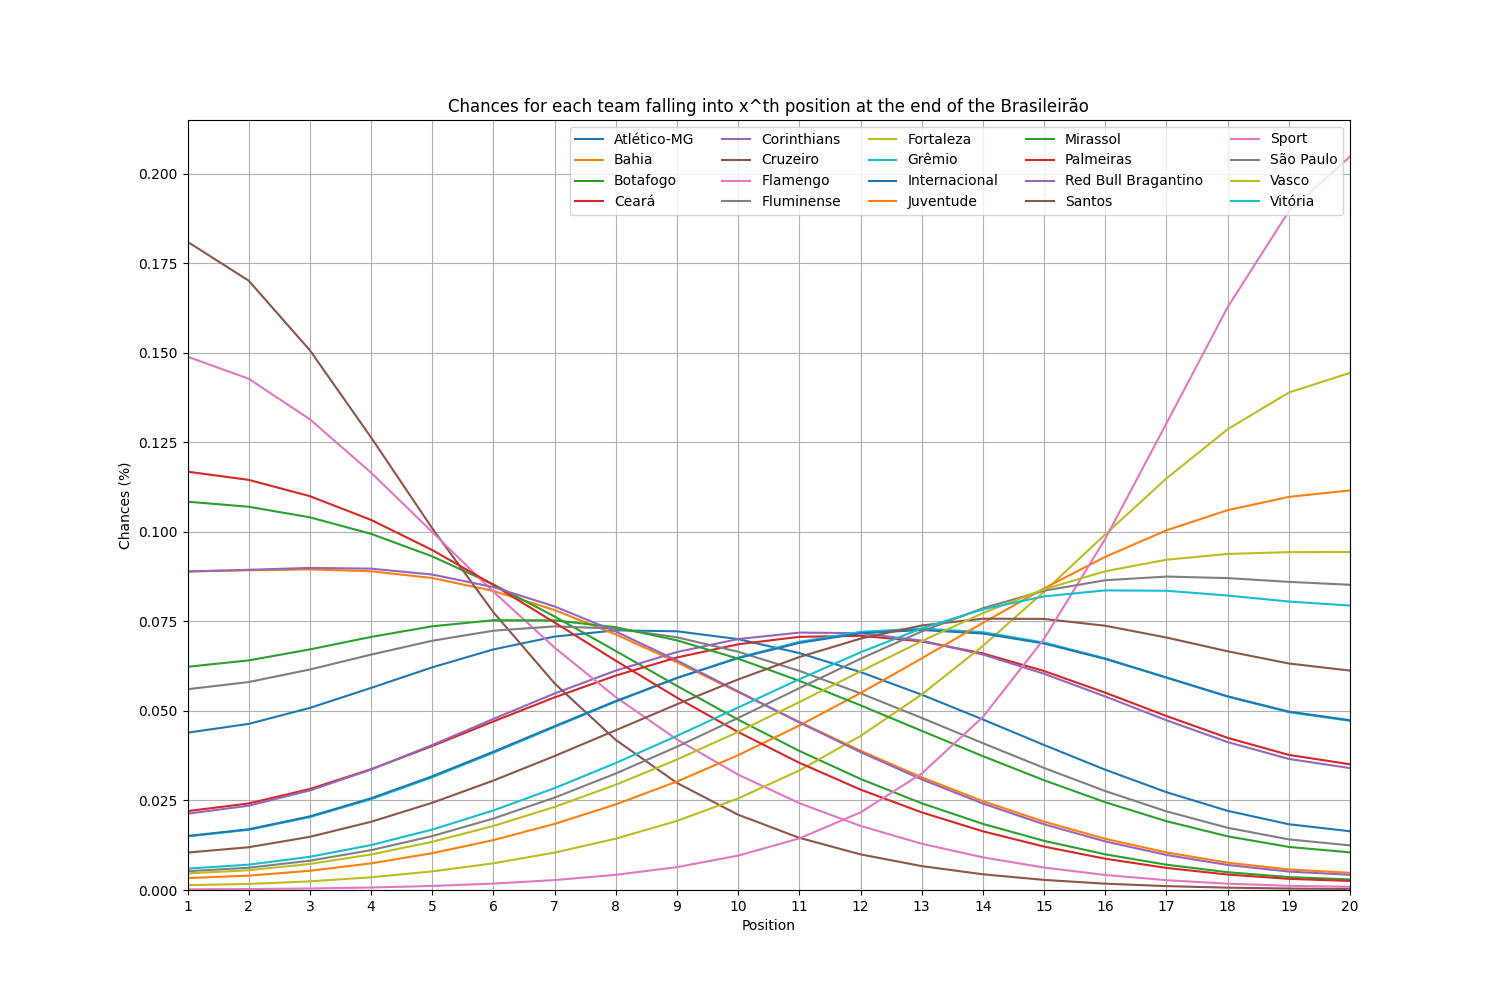 Chances for each team falling into x^th position at the end of the Brasileirão
Atlético-MG
Bahia
Botafogo
Ceará
Corinthians
Cruzeiro
Flamengo
Fluminense
Fortaleza
Grêmio
Internacional
Juventude
Mirassol
Palmeiras
Red Bull Bragantino
Santos
Sport
São Paulo
Vasco
Vitória
Chances (%)
0.200
0.175
0.150
0.125
0.100
0.075
0.050
0.025
0.000
1 2 3 4 5 6 7 8 9 10 11 12 13 14 15 16 17 18 19 20
Position